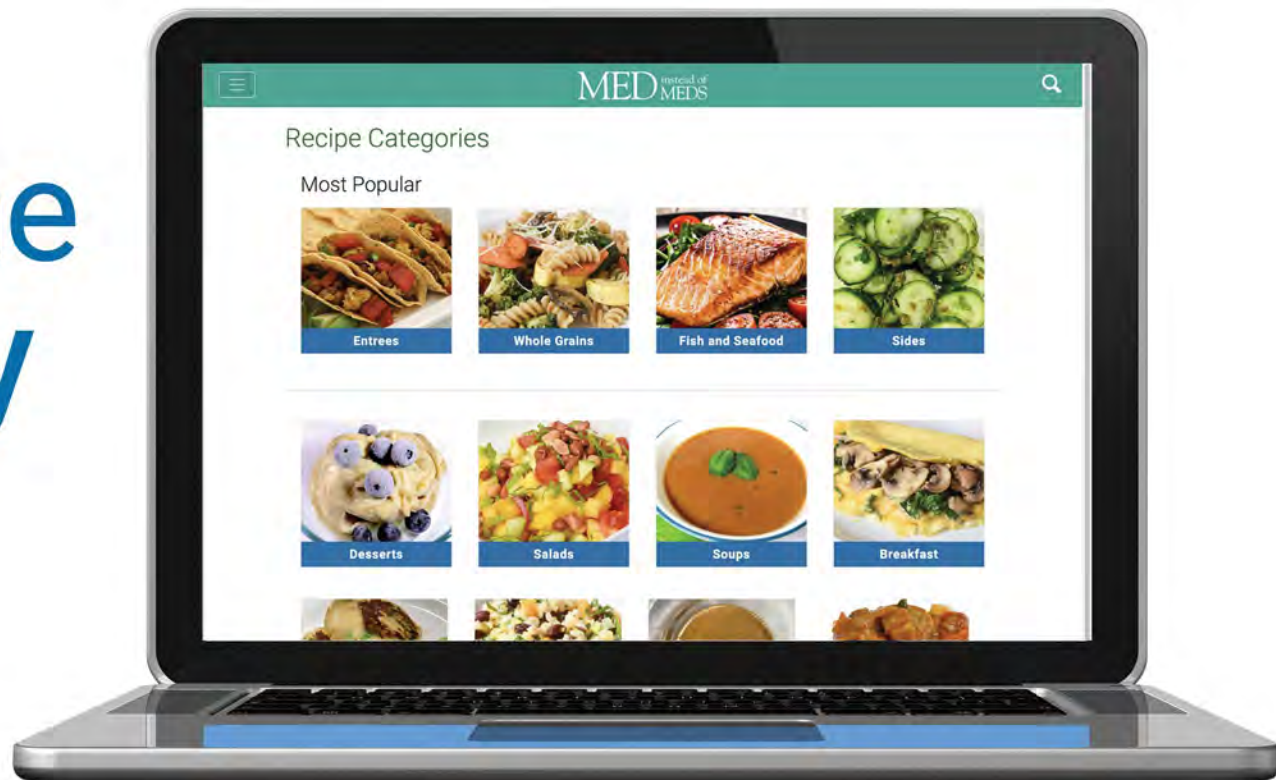 e
y
MED instead of
MEDS
Recipe Categories
Most Popular
Entrees
Whole Grains
Fish and Seafood
Sides
Desserts
Salads
Soups
Breakfast